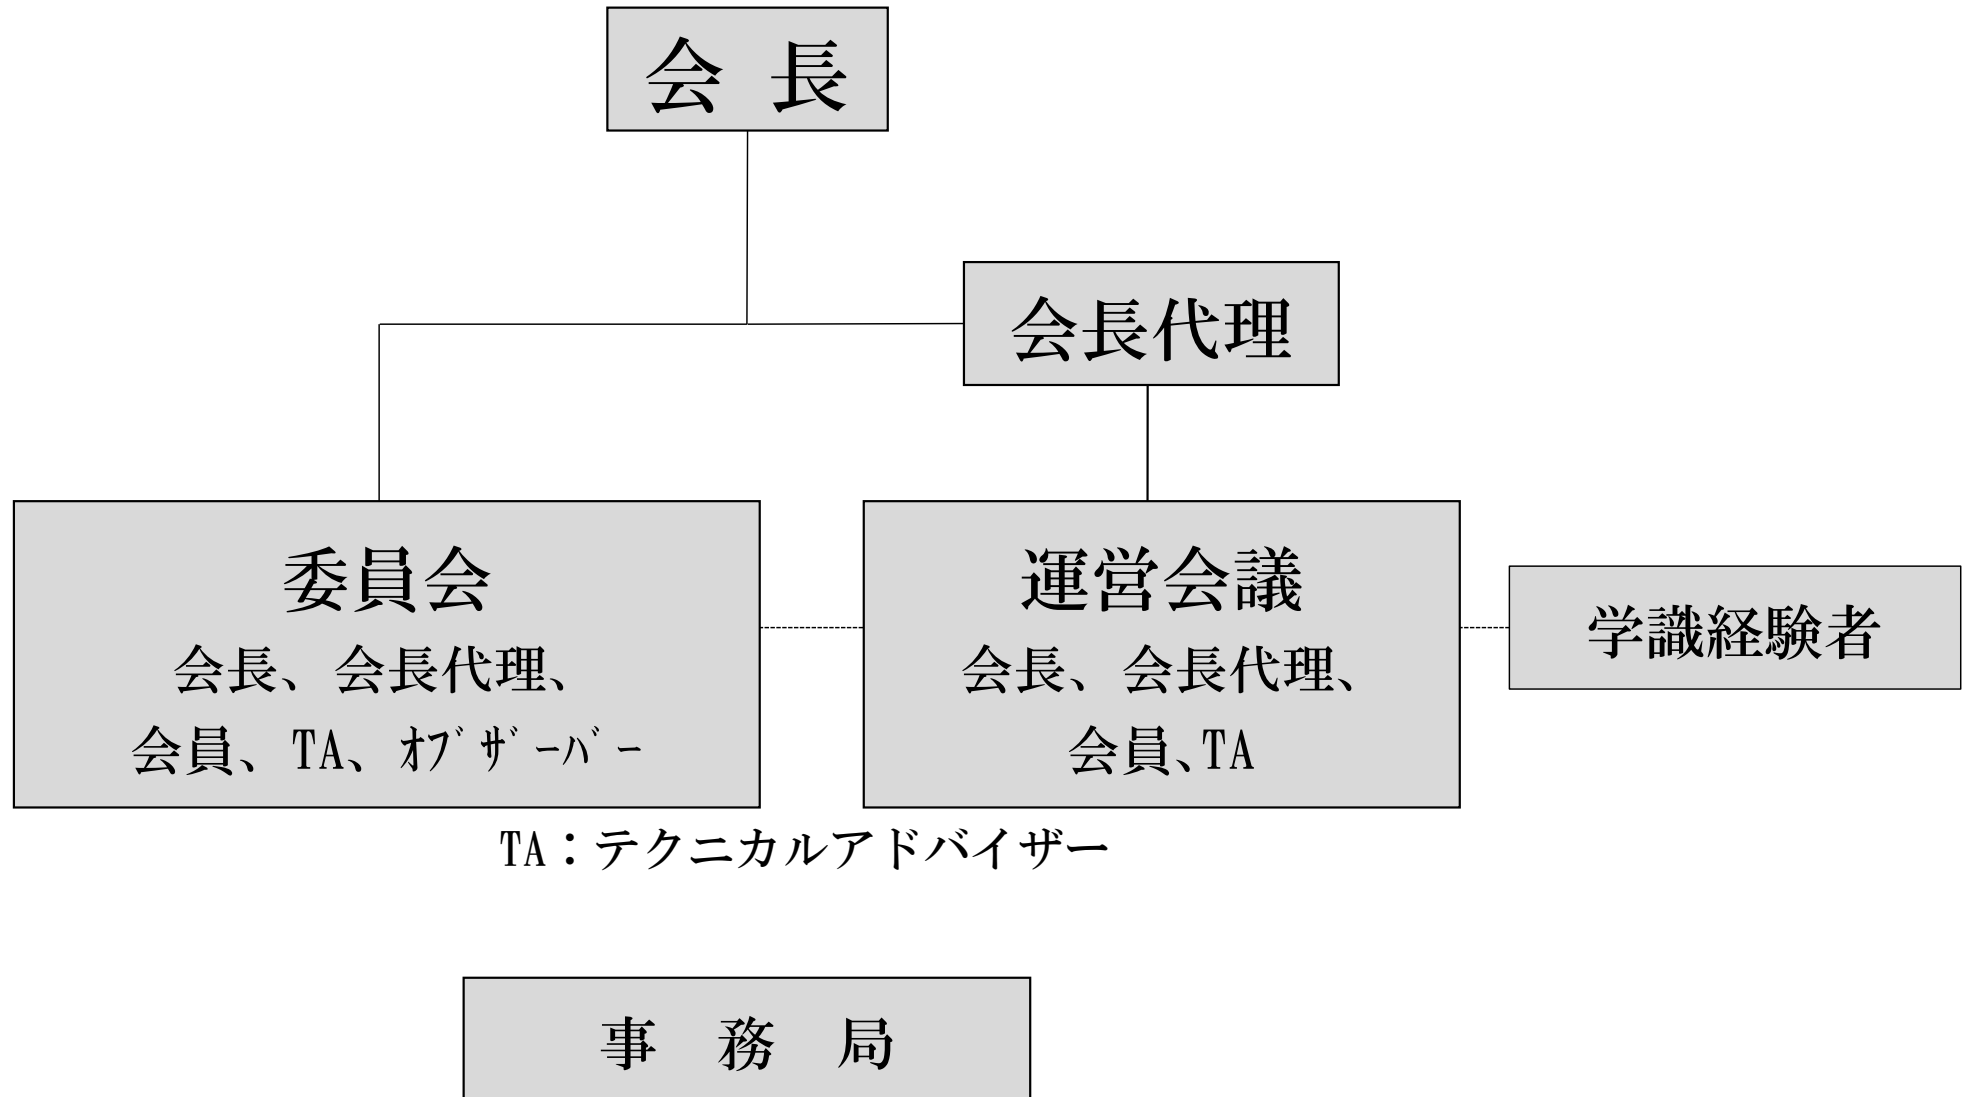 会 長
会長代理
委員会
会長、会長代理、
会員、TA、ｵﾌﾞｻﾞｰﾊﾞｰ
運営会議
会長、会長代理、
会員、TA
学識経験者
TA：テクニカルアドバイザー
事　務　局